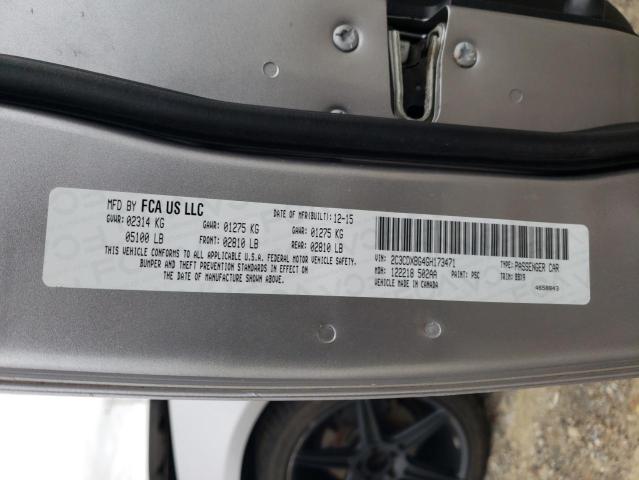 MFD BY FCA US LLC
DATE OF MFR(BUILT): 12-15
GVWR: 02314 KG
GAWR: 01275 KG
GAWR: 01275 KG
05100 LB
FRONT: 02810 LB
REAR: 02810 LB
THIS VEHICLE CONFORMS TO ALL APPLICABLE U.S.A. FEDERAL MOTOR VEHICLE SAFETY,
BUMPER AND THEFT PREVENTION STANDARDS IN EFFECT ON
THE DATE OF MANUFACTURE SHOWN ABOVE.
VIN: 2C3CDXBG4GH173471
TYPE: PASSENGER CAR
MDH: 122218 502AA
PAINT: PSC
TRIM: BBX9
VEHICLE MADE IN CANADA
4658843